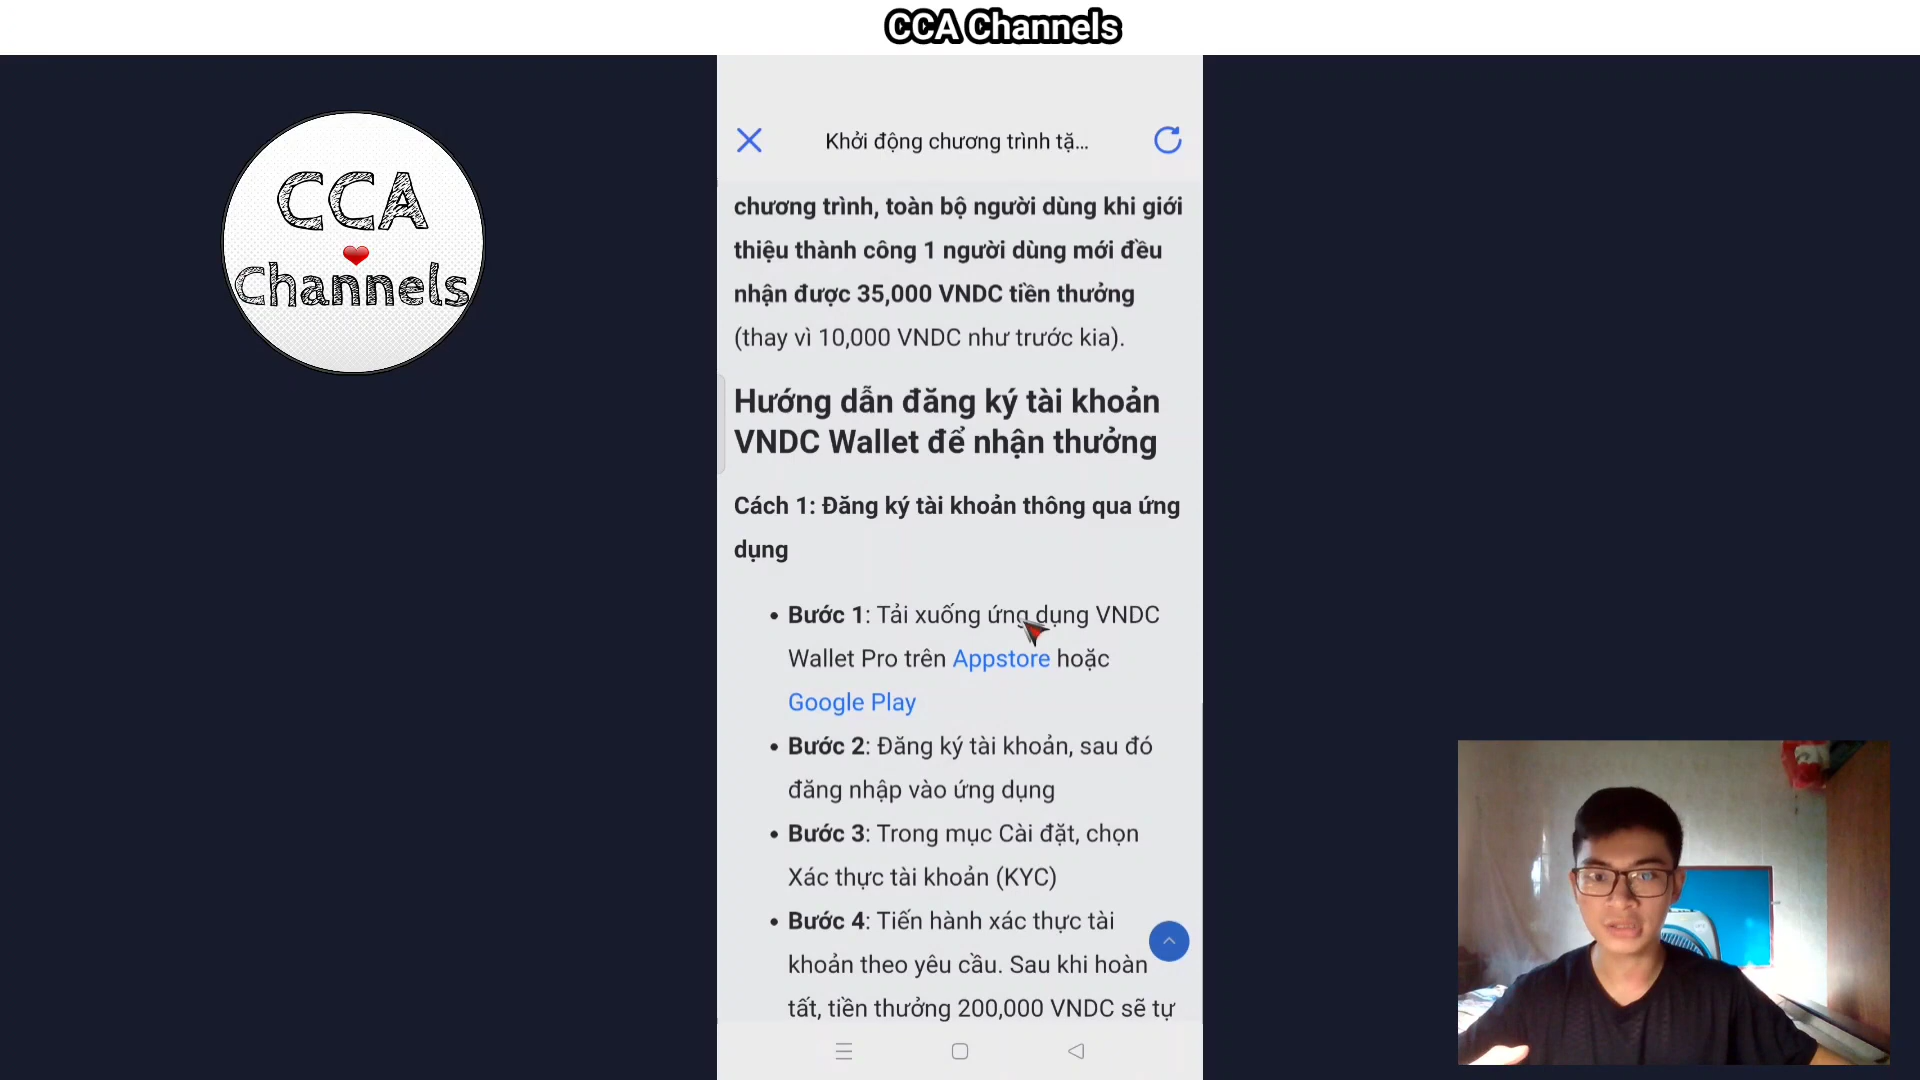 CCA Channels
CCA
Channels
Khởi động chương trình tặ...
chương trình, toàn bộ người dùng khi giới
thiệu thành công 1 người dùng mới đều
nhận được 35,000 VNDC tiền thưởng
(thay vì 10,000 VNDC như trước kia).
Hướng dẫn đăng ký tài khoản
VNDC Wallet để nhận thưởng
Cách 1: Đăng ký tài khoản thông qua ứng
dụng
• Bước 1: Tải xuống ứng dụng VNDC
Wallet Pro trên Appstore hoặc
Google Play
• Bước 2: Đăng ký tài khoản, sau đó
đăng nhập vào ứng dụng
• Bước 3: Trong mục Cài đặt, chọn
Xác thực tài khoản (KYC)
• Bước 4: Tiến hành xác thực tài
khoản theo yêu cầu. Sau khi hoàn
tất, tiền thưởng 200,000 VNDC sẽ tự